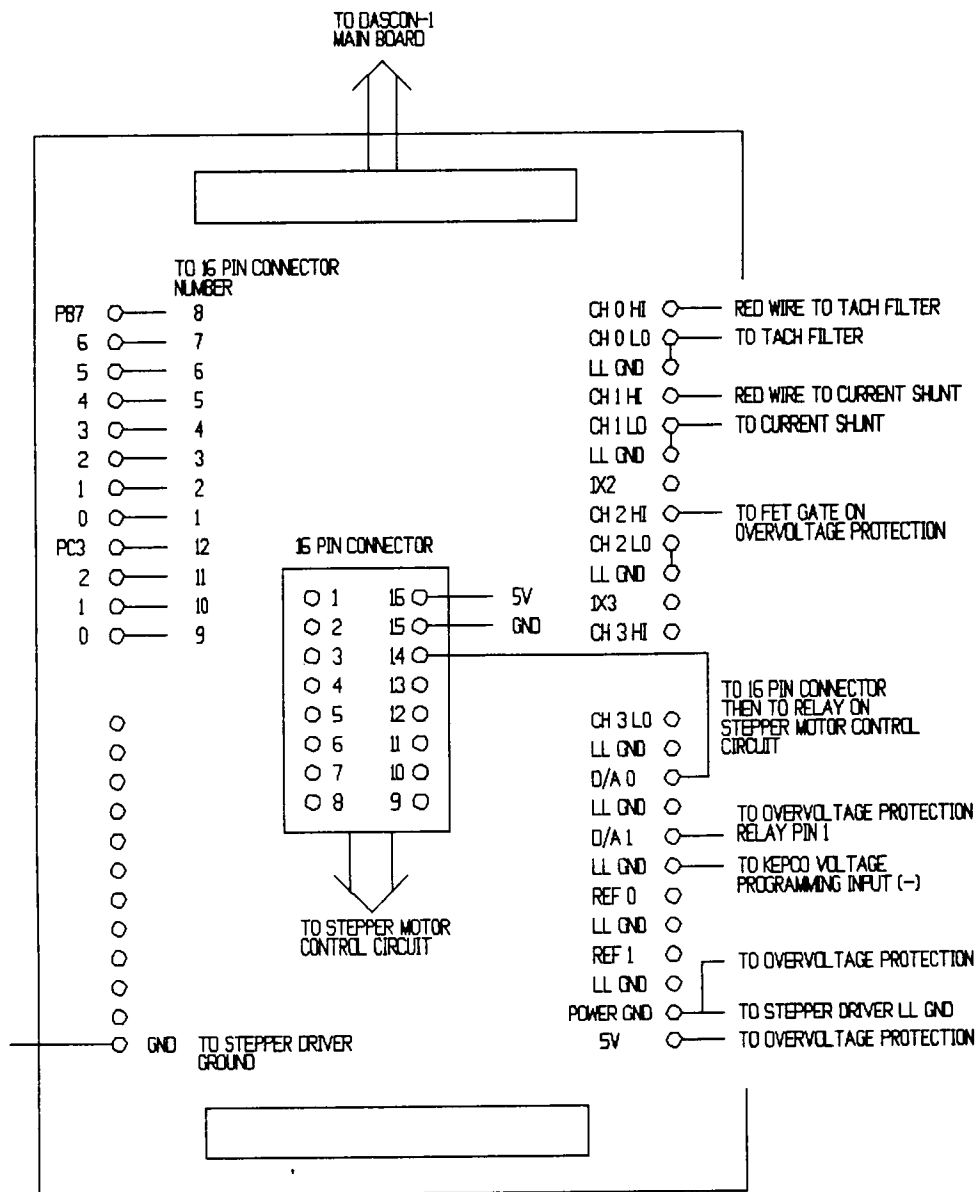 TO DASCON-1
MAIN BOARD
TO 16 PIN CONNECTOR
NUMBER
PB7 8
6 7
5 6
4 5
3 4
2 3
1 2
0 1
PC3 12
2 11
1 10
0 9
GND TO STEPPER DRIVER
GROUND
16 PIN CONNECTOR
1 16 5V
2 15 GND
3 14
4 13
5 12
6 11
7 10
8 9
TO STEPPER MOTOR
CONTROL CIRCUIT
CH 0 HI RED WIRE TO TACH FILTER
CH 0 LO TO TACH FILTER
LL GND
CH 1 HI RED WIRE TO CURRENT SHUNT
CH 1 LO TO CURRENT SHUNT
LL GND
IX2
CH 2 HI TO FET GATE ON
OVERVOLTAGE PROTECTION
CH 2 LO
LL GND
IX3
CH 3 HI
TO 16 PIN CONNECTOR
THEN TO RELAY ON
STEPPER MOTOR CONTROL
CIRCUIT
CH 3 LO
LL GND
D/A 0
LL GND
TO OVERVOLTAGE PROTECTION
D/A 1 RELAY PIN 1
LL GND TO KEPCO VOLTAGE
PROGRAMMING INPUT (-)
REF 0
LL GND
REF 1 TO OVERVOLTAGE PROTECTION
LL GND
POWER GND TO STEPPER DRIVER LL GND
5V TO OVERVOLTAGE PROTECTION